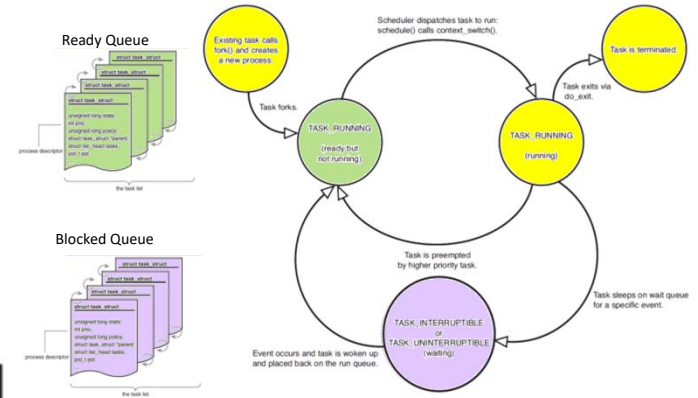 Ready Queue
struct task_struct
struct task_struct
struct task_struct
struct task_struct
unsigned long state;
int prio;
unsigned long policy;
struct task_struct *parent;
struct list_head tasks;
pid_t pid;
process descriptor
the task list
Blocked Queue
struct task_struct
struct task_struct
struct task_struct
struct task_struct
unsigned long state;
int prio;
unsigned long policy;
struct task_struct *parent;
struct list_head tasks;
pid_t pid;
process descriptor
the task list
Existing task calls
fork() and creates
a new process.
Task forks.
Scheduler dispatches task to run:
schedule() calls context_switch().
Task is terminated.
Task exits via
do_exit.
TASK_RUNNING
(ready but
not running)
TASK_RUNNING
(running)
Task is preempted
by higher priority task.
Task sleeps on wait queue
for a specific event.
TASK_INTERRUPTIBLE
or
TASK_UNINTERRUPTIBLE
(waiting)
Event occurs and task is woken up
and placed back on the run queue.